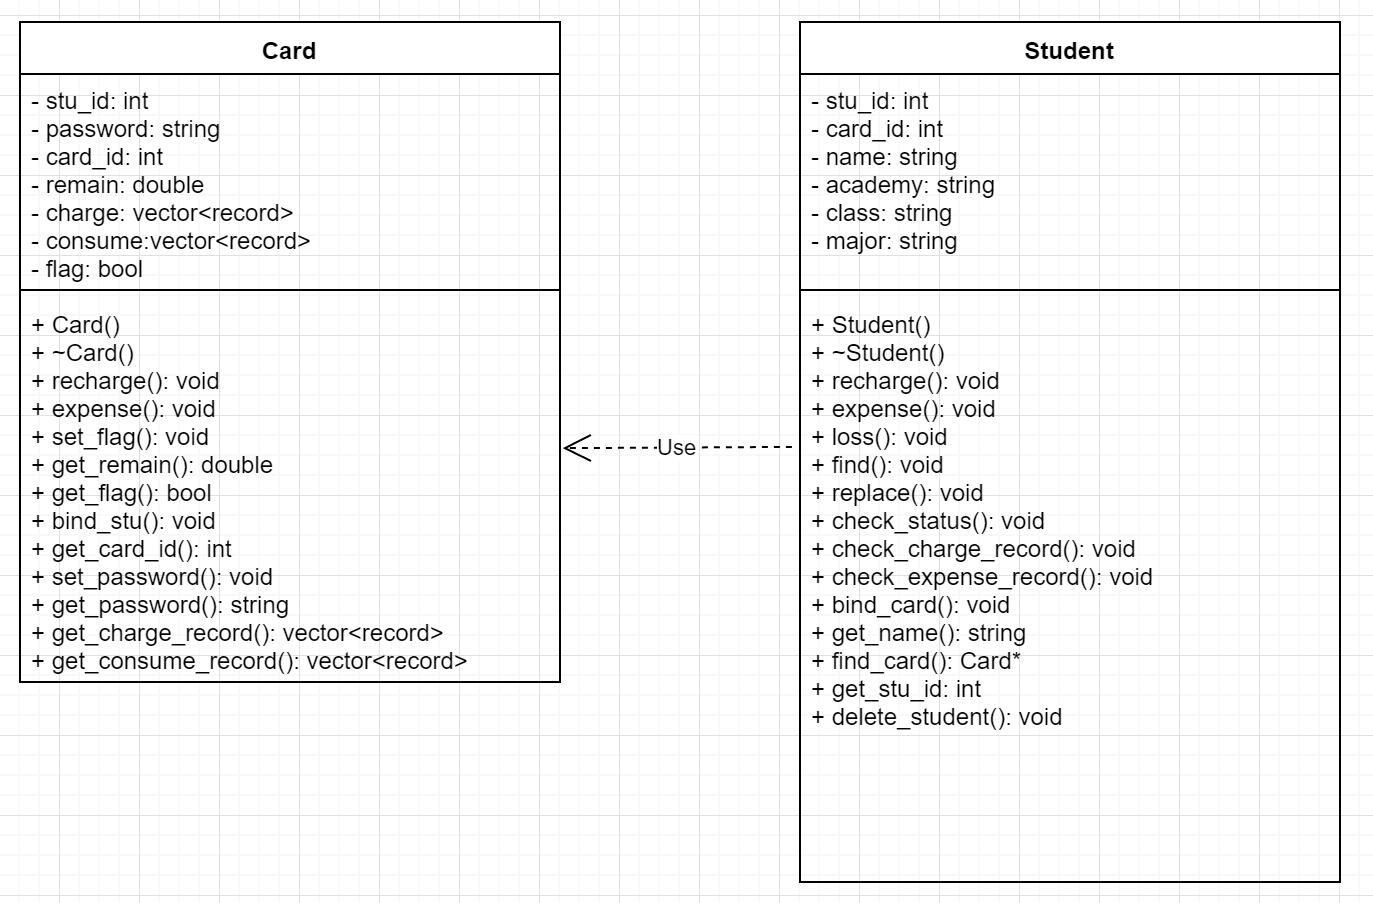 Card
- stu_id: int
- password: string
- card_id: int
- remain: double
- charge: vector<record>
- consume:vector<record>
- flag: bool
+ Card()
+ ~Card()
+ recharge(): void
+ expense(): void
+ set_flag(): void
+ get_remain(): double
+ get_flag(): bool
+ bind_stu(): void
+ get_card_id(): int
+ set_password(): void
+ get_password(): string
+ get_charge_record(): vector<record>
+ get_consume_record(): vector<record>
Use
Student
- stu_id: int
- card_id: int
- name: string
- academy: string
- class: string
- major: string
+ Student()
+ ~Student()
+ recharge(): void
+ expense(): void
+ loss(): void
+ find(): void
+ replace(): void
+ check_status(): void
+ check_charge_record(): void
+ check_expense_record(): void
+ bind_card(): void
+ get_name(): string
+ find_card(): Card*
+ get_stu_id: int
+ delete_student(): void